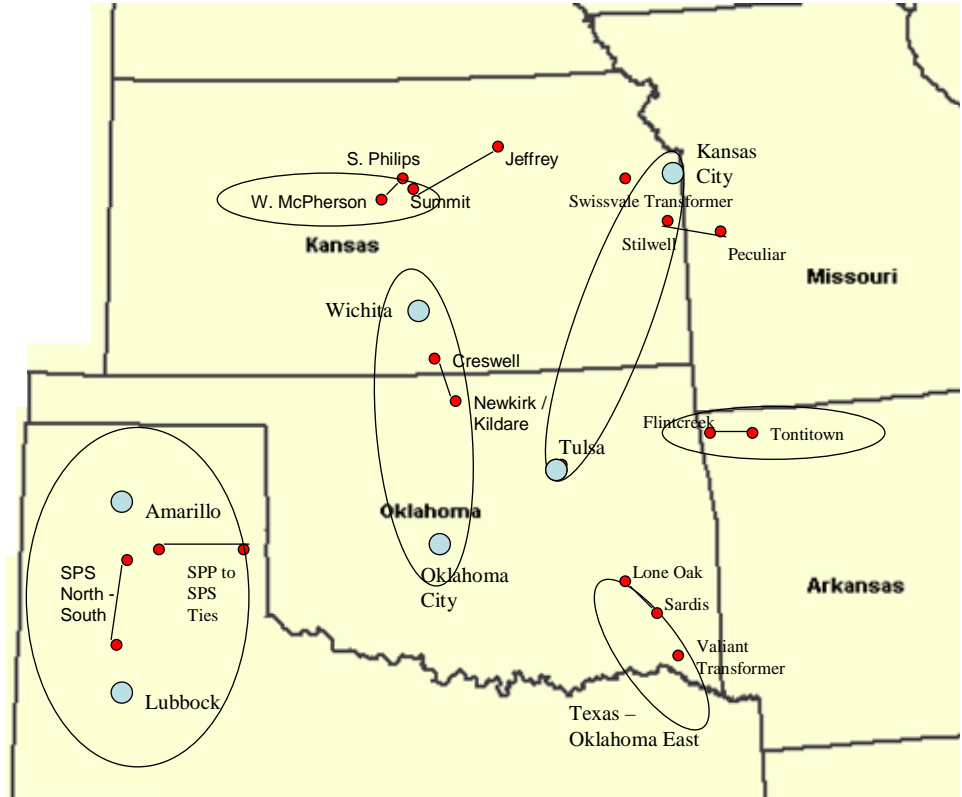 Kansas
City
S. Philips
Jeffrey
W. McPherson
Summit
Swissvale Transformer
Kansas
Stilwell
Peculiar
Missouri
Wichita
Creswell
Newkirk /
Kildare
Flintcreek
Tontitown
Tulsa
Amarillo
Oklahoma
Oklahoma
City
SPS
North -
South
SPP to
SPS
Ties
Lone Oak
Sardis
Arkansas
Valiant
Transformer
Lubbock
Texas –
Oklahoma East